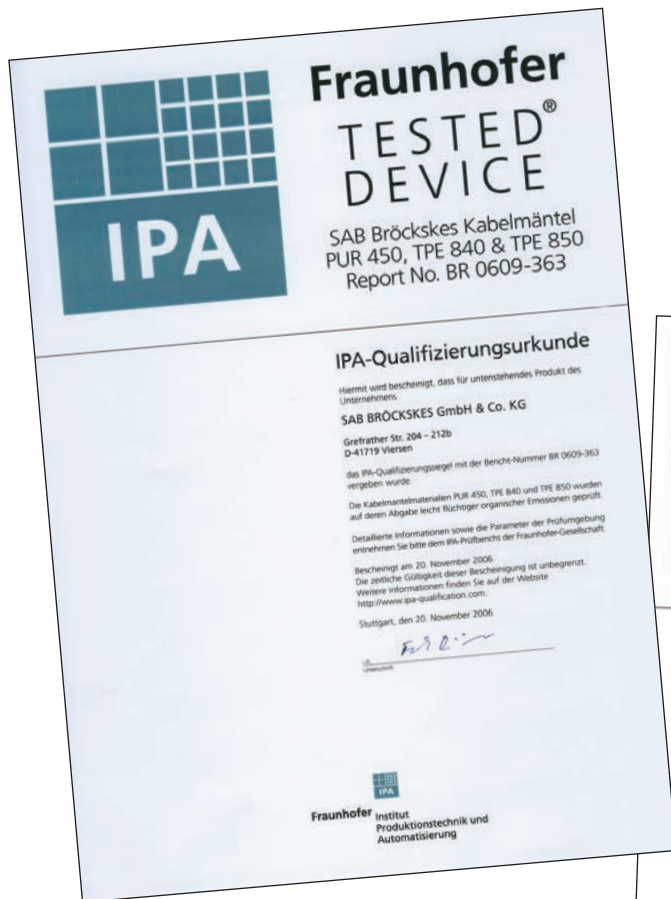 IPA
Fraunhofer
TESTED®
DEVICE
SAB Bröckskes Kabelmäntel
PUR 450, TPE 840 & TPE 850
Report No. BR 0609-363
IPA-Qualifizierungsurkunde
Hiermit wird bescheinigt, dass für untenstehendes Produkt des
Unternehmens
SAB BRÖCKSKES GmbH & Co. KG
Grefrather Str. 204 – 212b
D-41719 Viersen
das IPA-Qualifizierungssiegel mit der Bericht-Nummer BR 0609-363
vergeben wurde.
Die Kabelmantelmaterialien PUR 450, TPE 840 und TPE 850 wurden
auf deren Abgabe leicht flüchtiger organischer Emissionen geprüft.
Detaillierte Informationen sowie die Parameter der Prüfumgebung
entnehmen Sie bitte dem IPA-Prüfbericht der Fraunhofer-Gesellschaft.
Bescheinigt am 20. November 2006
Die zeitliche Gültigkeit dieser Bescheinigung ist unbegrenzt.
Weitere Informationen finden Sie auf der Website
http://www.ipa-qualification.com.
Stuttgart, den 20. November 2006
i.A.
Unterschrift
IPA
Fraunhofer Institut
Produktionstechnik und
Automatisierung